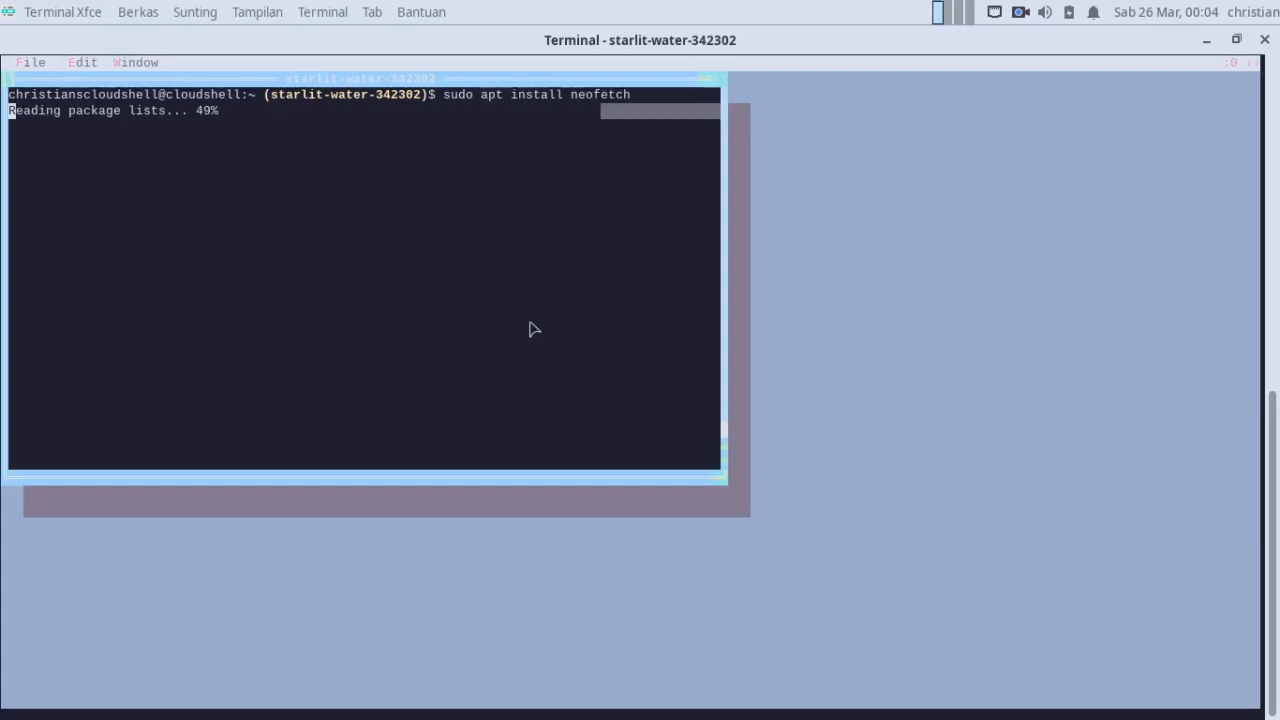 Terminal Xfce Berkas Sunting Tampilan Terminal Tab Bantuan Sab 26 Mar, 00:04 christian
Terminal - starlit-water-342302
File Edit Window :0 ::
starlit-water-342302
christianscloudshell@cloudshell:~ (starlit-water-342302)$ sudo apt install neofetch
Reading package lists... 49%